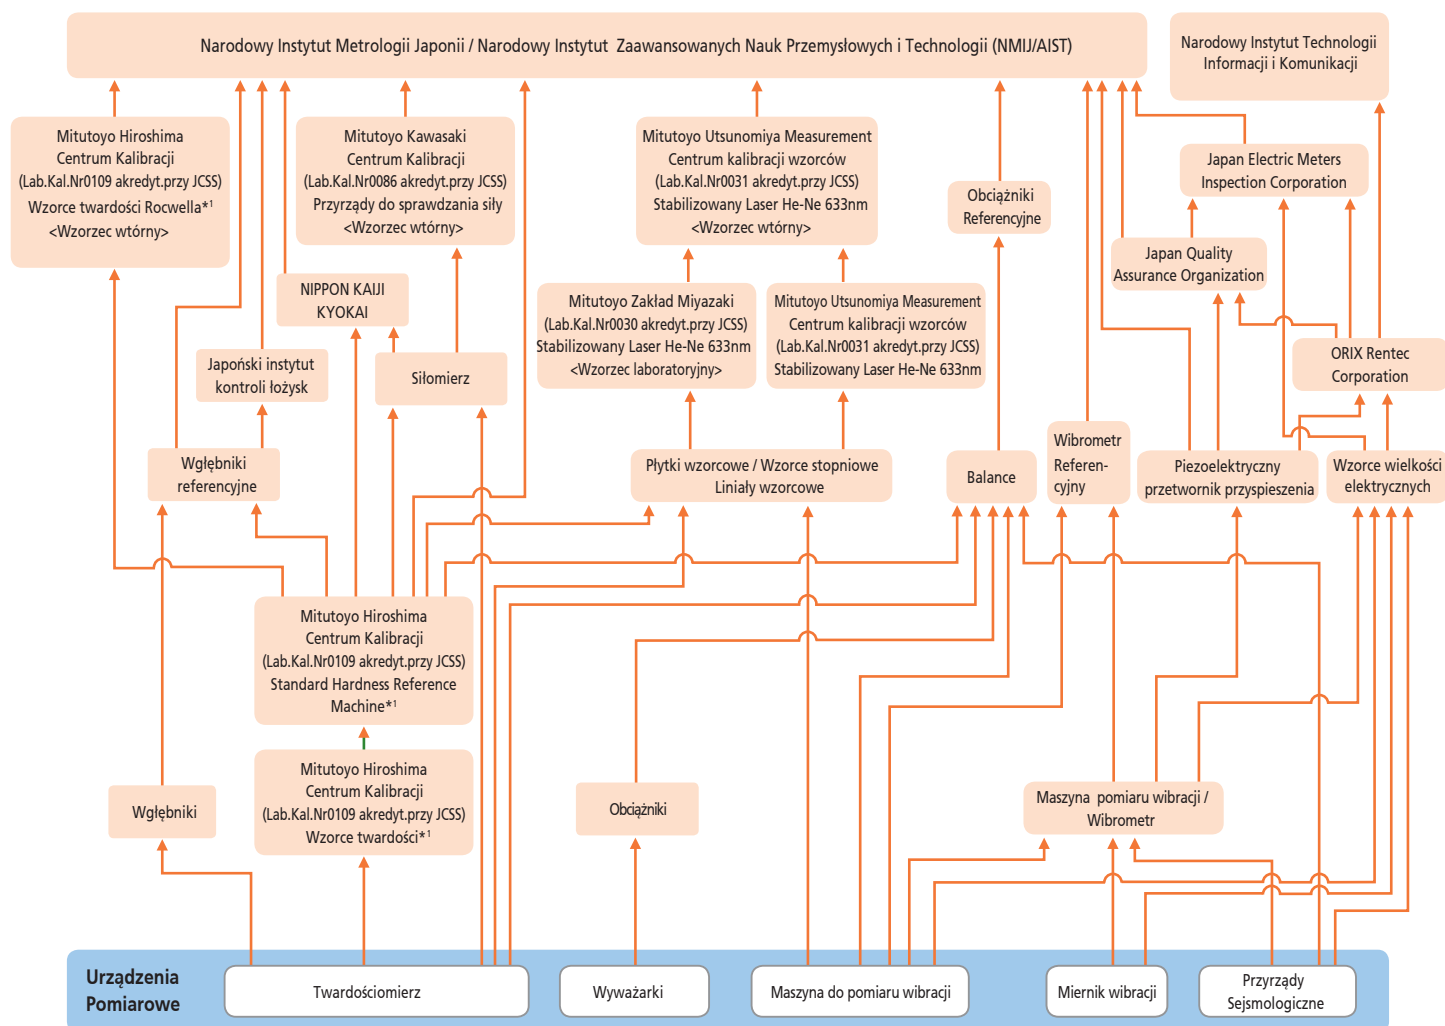 Narodowy Instytut Metrologii Japonii / Narodowy Instytut Zaawansowanych Nauk Przemysłowych i Technologii (NMIJ/AIST)
Narodowy Instytut Technologii
Informacji i Komunikacji
Mitutoyo Hiroshima
Centrum Kalibracji
(Lab.Kal.Nr0109 akredyt.przy JCSS)
Wzorce twardości Rocwella*1
<Wzorzec wtórny>
Mitutoyo Kawasaki
Centrum Kalibracji
(Lab.Kal.Nr0086 akredyt.przy JCSS)
Przyrządy do sprawdzania siły
<Wzorzec wtórny>
Mitutoyo Utsunomiya Measurement
Centrum kalibracji wzorców
(Lab.Kal.Nr0031 akredyt.przy JCSS)
Stabilizowany Laser He-Ne 633nm
<Wzorzec wtórny>
Obciążniki
Referencyjne
Japan Electric Meters
Inspection Corporation
Japan Quality
Assurance Organization
NIPPON KAIJI
KYOKAI
Mitutoyo Zakład Miyazaki
(Lab.Kal.Nr0030 akredyt.przy JCSS)
Stabilizowany Laser He-Ne 633nm
<Wzorzec laboratoryjny>
Mitutoyo Utsunomiya Measurement
Centrum kalibracji wzorców
(Lab.Kal.Nr0031 akredyt.przy JCSS)
Stabilizowany Laser He-Ne 633nm
ORIX Rentec
Corporation
Japoński instytut
kontroli łożysk
Siłomierz
Wgłębniki
referencyjne
Płytki wzorcowe / Wzorce stopniowe
Liniały wzorcowe
Balance
Wibrometr
Referen-
cyjny
Piezoelektryczny
przetwornik przyspieszenia
Wzorce wielkości
elektrycznych
Mitutoyo Hiroshima
Centrum Kalibracji
(Lab.Kal.Nr0109 akredyt.przy JCSS)
Standard Hardness Reference
Machine*1
Mitutoyo Hiroshima
Centrum Kalibracji
(Lab.Kal.Nr0109 akredyt.przy JCSS)
Wzorce twardości*1
Wgłębniki
Obciążniki
Maszyna pomiaru wibracji /
Wibrometr
Urządzenia
Pomiarowe
Twardościomierz
Wyważarki
Maszyna do pomiaru wibracji
Miernik wibracji
Przyrządy
Sejsmologiczne